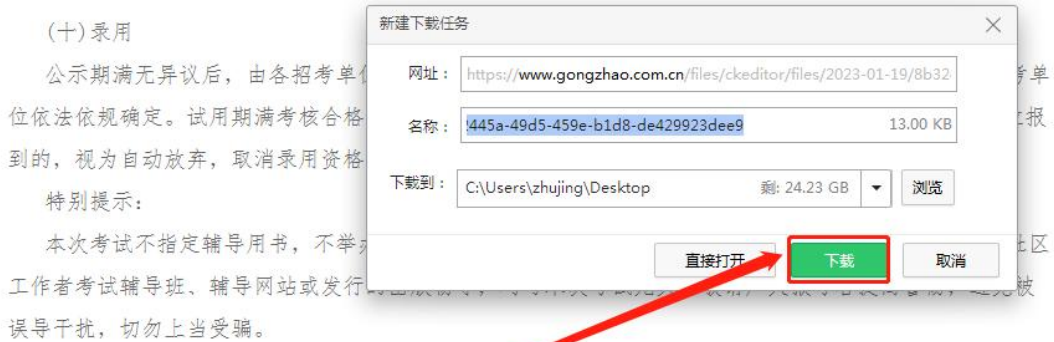 (十)录用
公示期满无异议后，由各招考单
考单
位依法依规确定。试用期满考核合格
报
到的，视为自动放弃，取消录用资格
特别提示：
本次考试不指定辅导用书，不举
社区
工作者考试辅导班、辅导网站或发行
被
误导干扰，切勿上当受骗。
新建下载任务
网址：
https://www.gongzhao.com.cn/files/ckeditor/files/2023-01-19/8b32
名称：
445a-49d5-459e-b1d8-de429923dee9
13.00 KB
下载到：
C:\Users\zhujing\Desktop
剩: 24.23 GB
浏览
直接打开
下载
取消